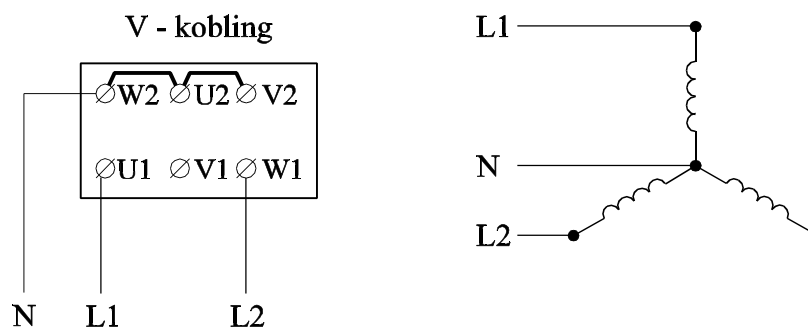 V - kobling
W2 U2 V2
U1 V1 W1
N L1 L2
L1
N
L2